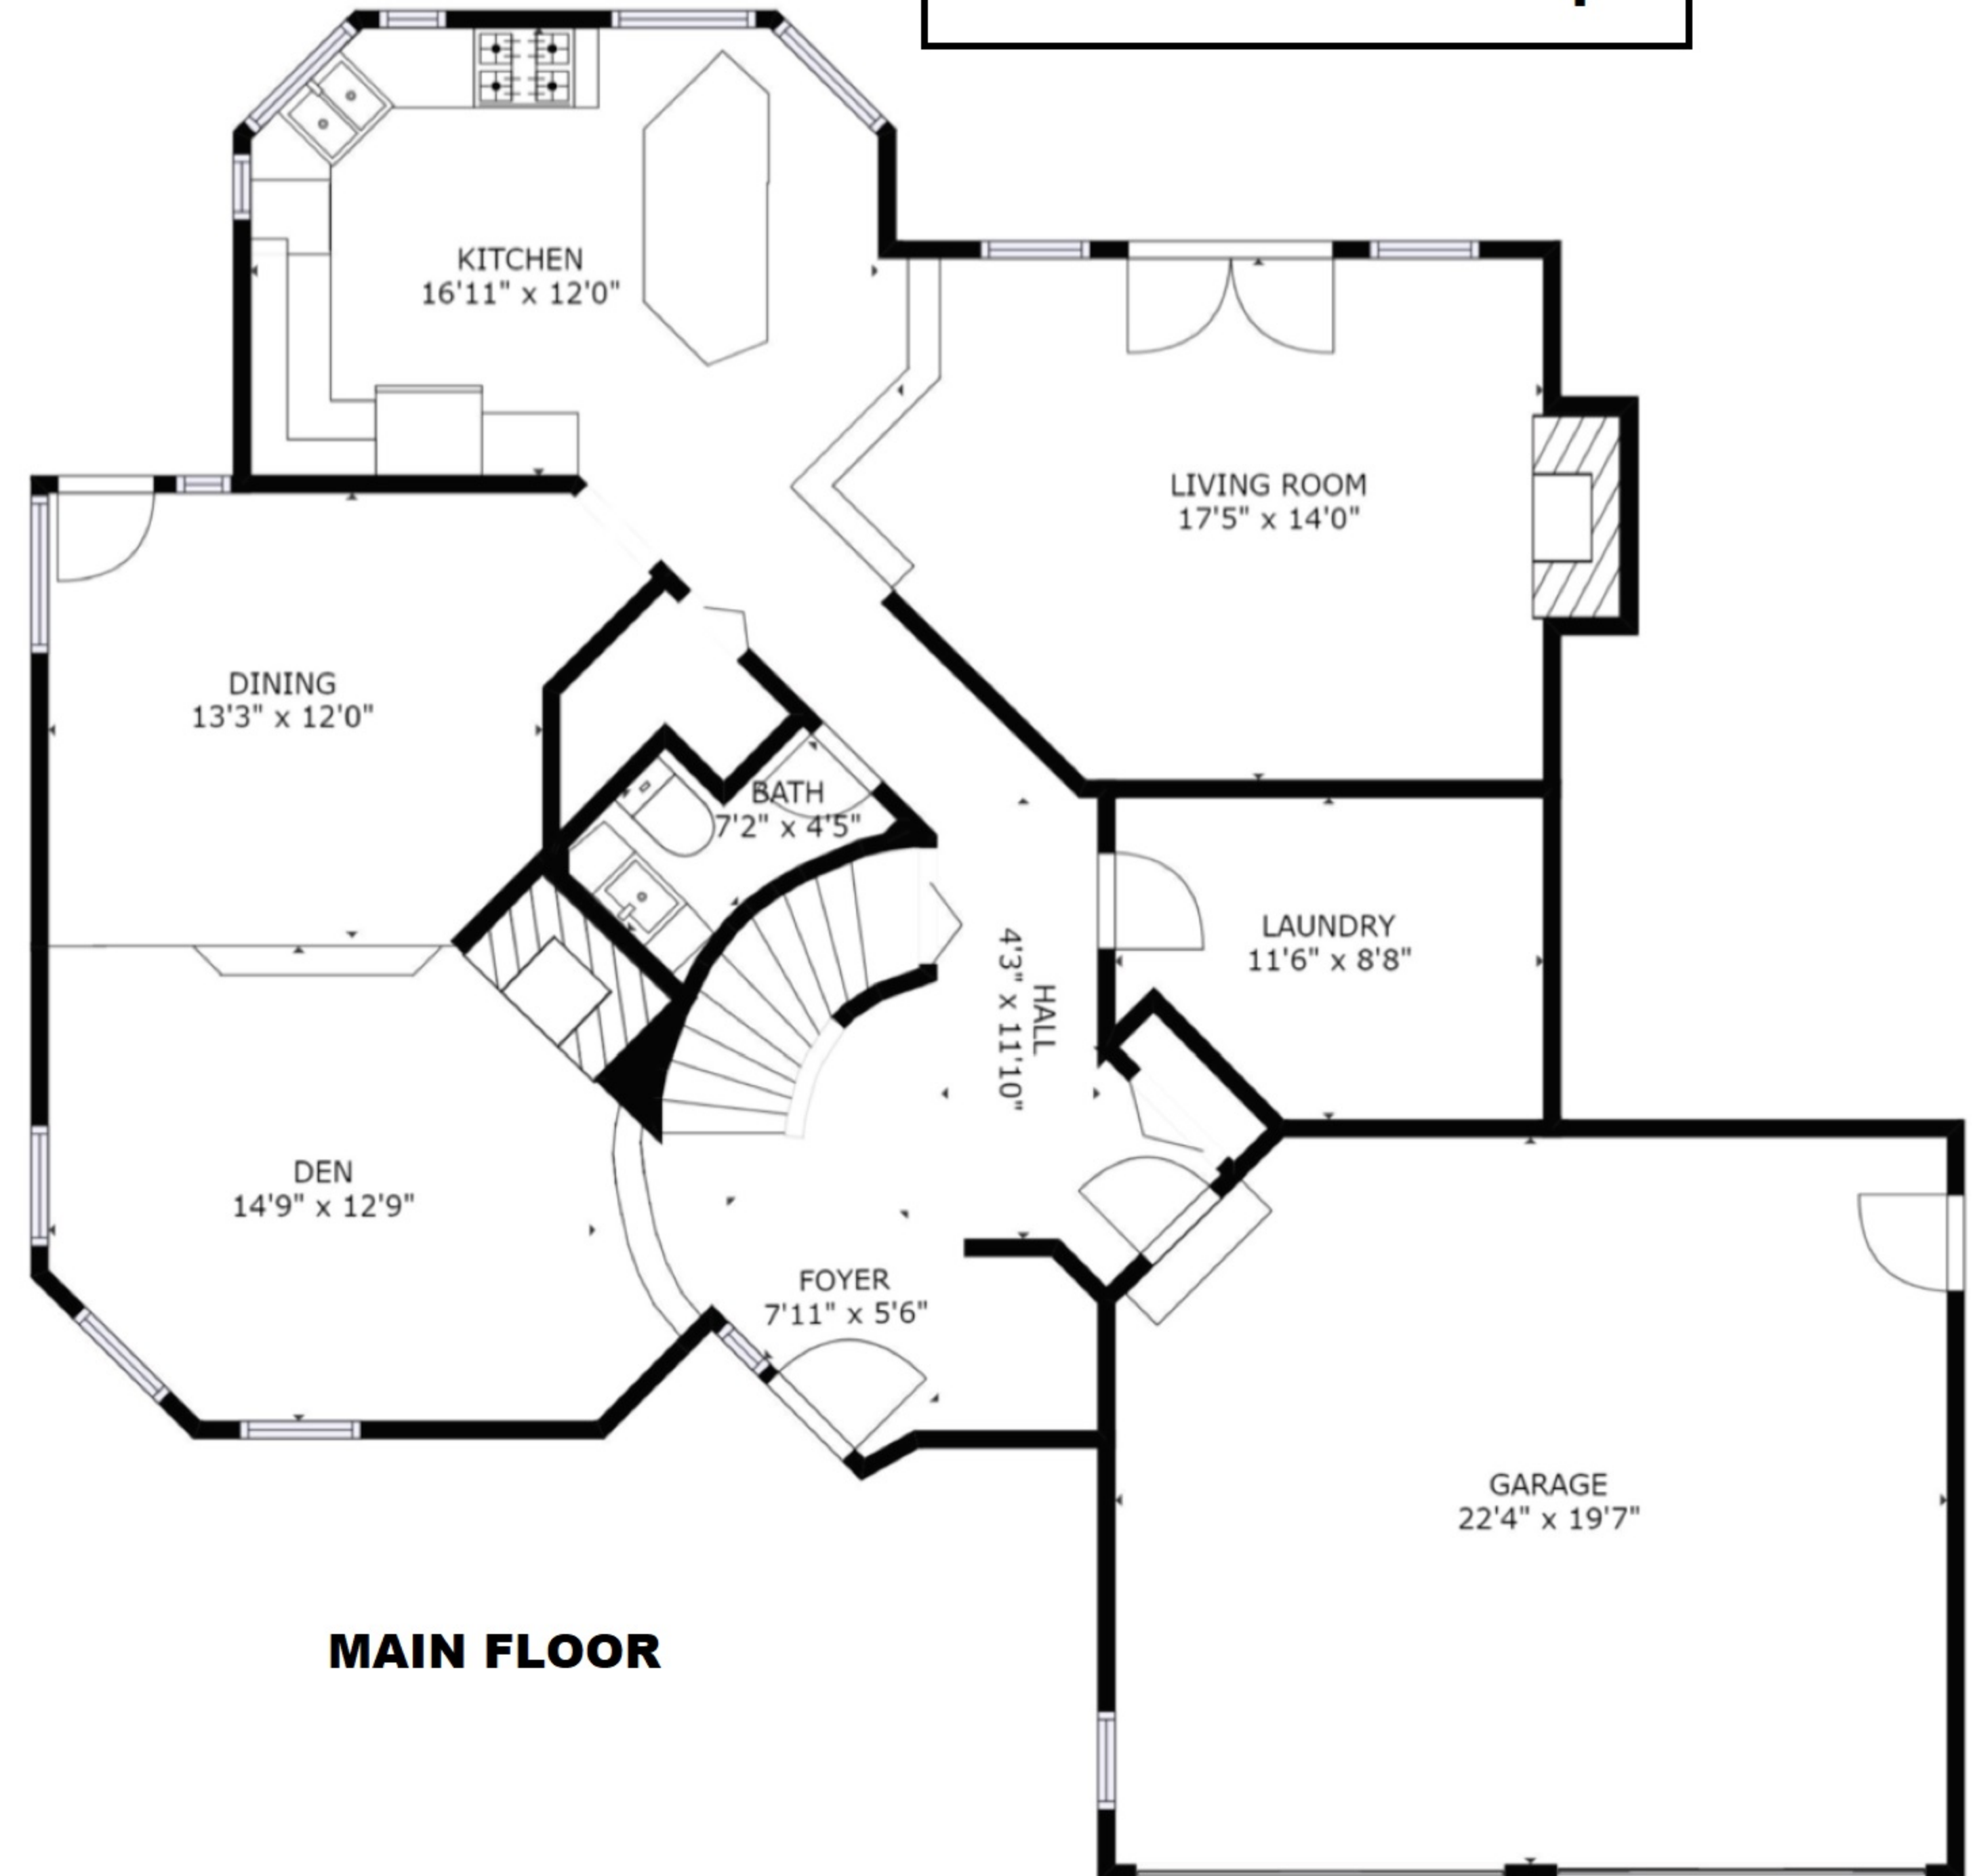 KITCHEN
16'11" x 12'0"
LIVING ROOM
17'5" x 14'0"
DINING
13'3" x 12'0"
BATH
7'2" x 4'5"
LAUNDRY
11'6" x 8'8"
HALL
4'3" x 11'10"
DEN
14'9" x 12'9"
FOYER
7'11" x 5'6"
GARAGE
22'4" x 19'7"
MAIN FLOOR